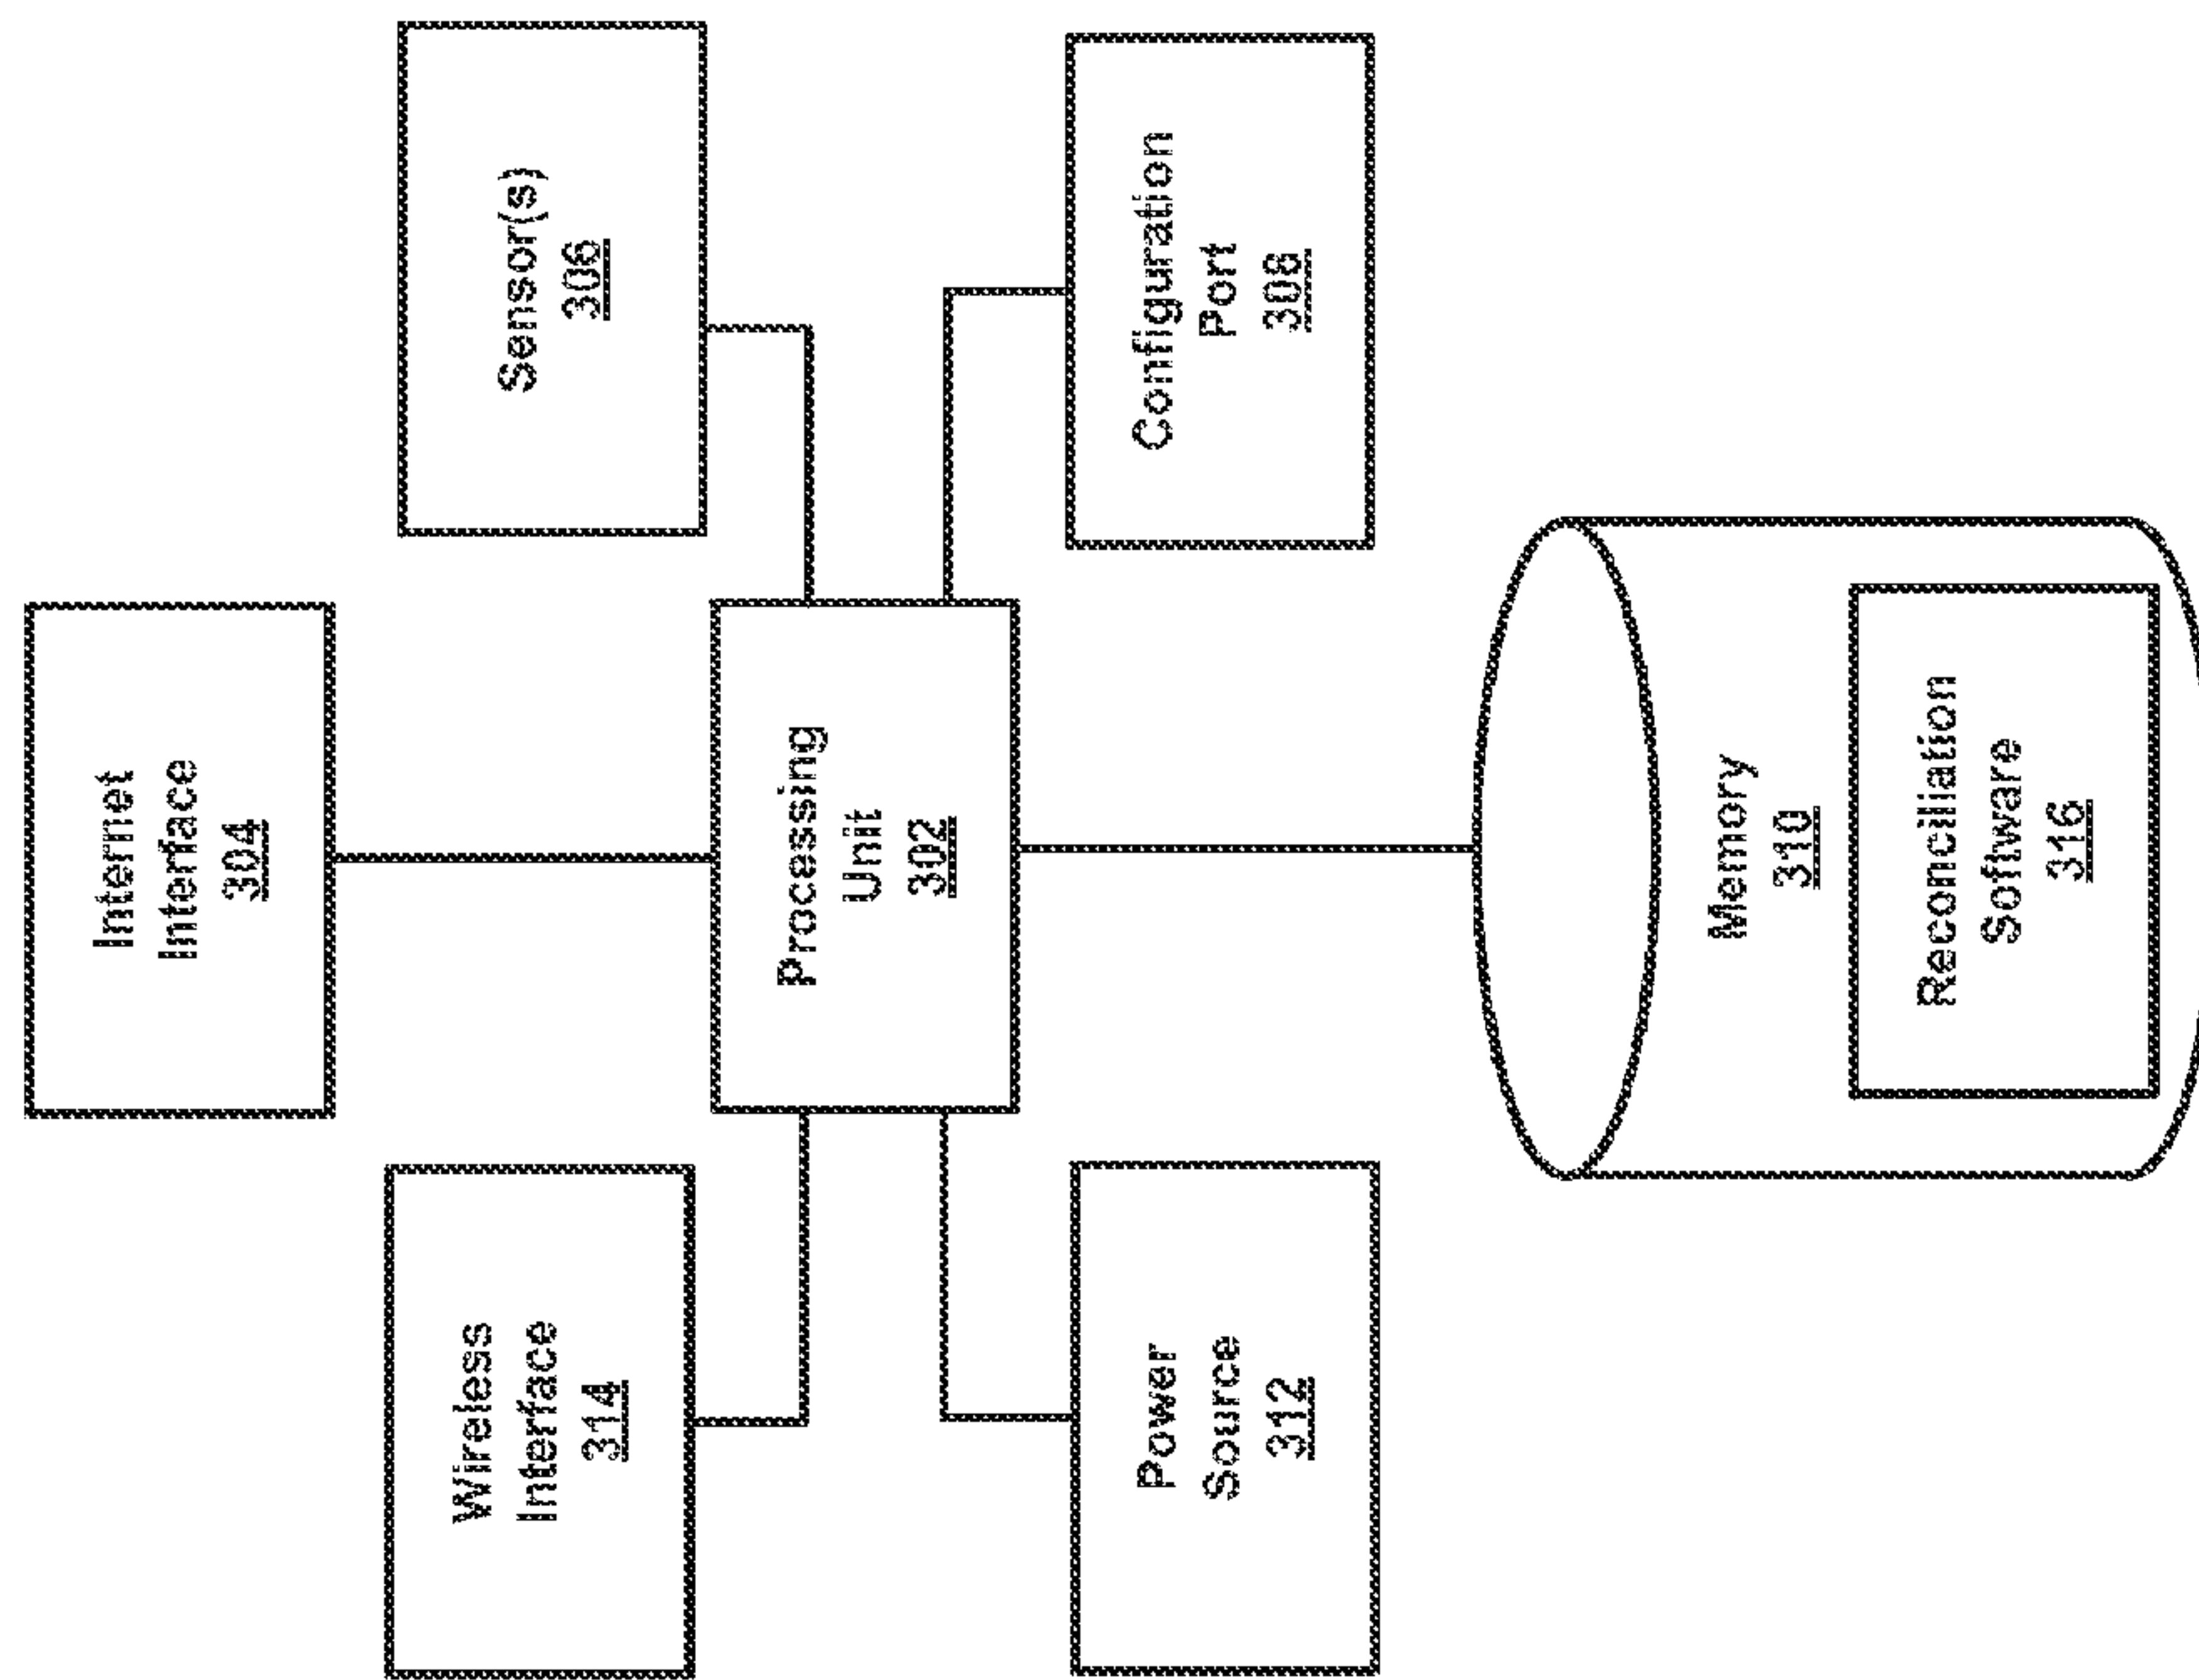 Internet
Interface
304
Wireless
Interface
314
Sensor(s)
306
Processing
Unit
302
Power
Source
312
Configuration
Port
308
Memory
310
Reconciliation
Software
316